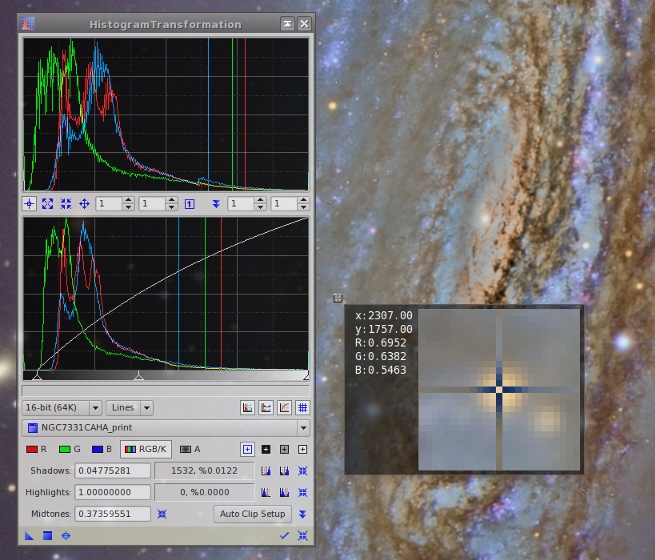 HistogramTransformation
1
1
1
1
1
x:2307.00
y:1757.00
R:0.6952
G:0.6382
B:0.5463
16-bit (64K)
Lines
NGC7331CAHA_print
R
G
B
RGB/K
A
Shadows: 0.04775281 1532, %0.0122
Highlights: 1.00000000 0, %0.0000
Midtones: 0.37359551 Auto Clip Setup